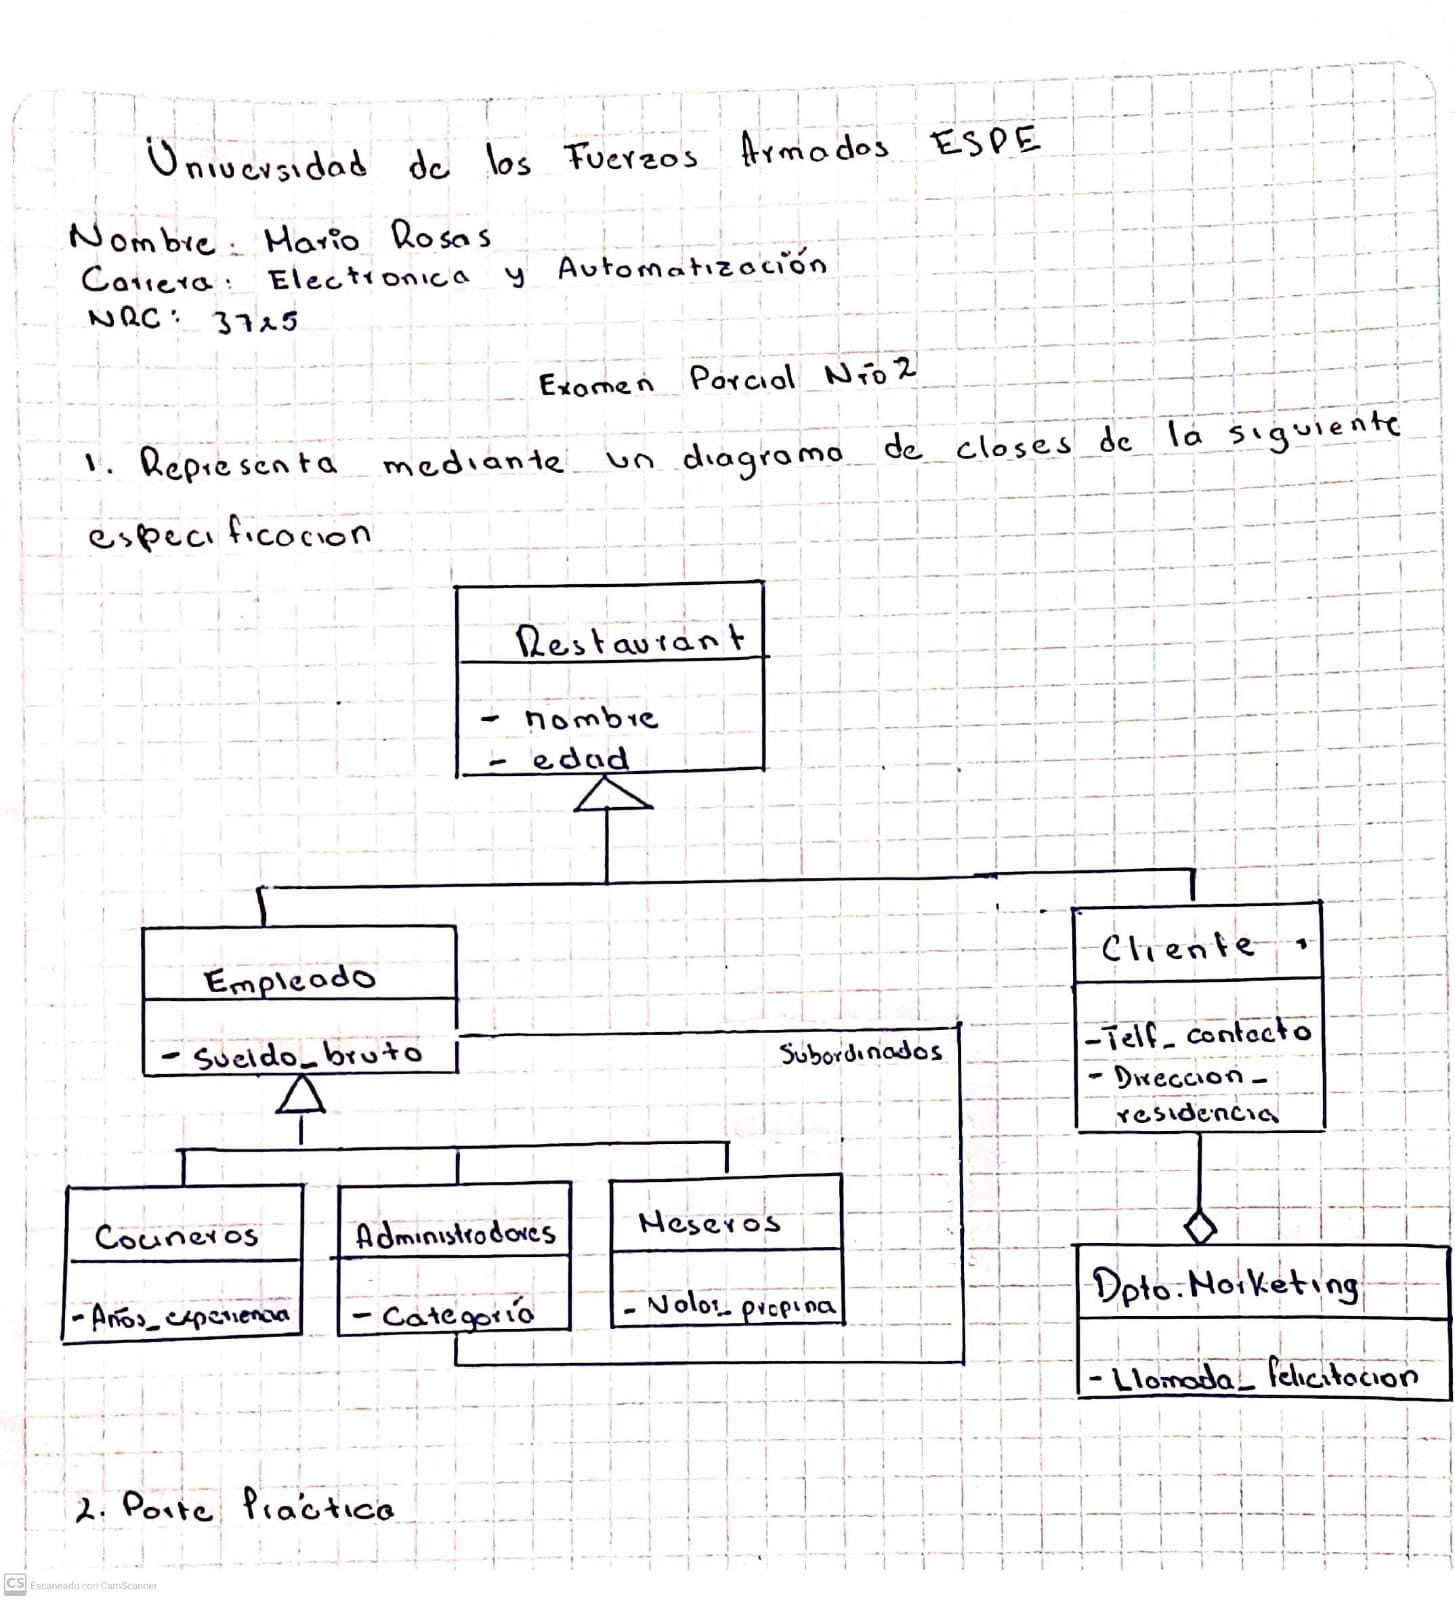 Universidad de las Fuerzas Armadas ESPE
Nombre: Mario Rosas
Carrera: Electronica y Automatización
NRC: 3725
Examen Parcial Nro 2
1. Representa mediante un diagrama de clases de la siguiente
especificacion
Restaurant
- nombre
- edad
Empleado
- Sueldo_bruto
Subordinados
Cliente
- Telf_contacto
- Direccion_
residencia
Cocineros
- Años_experiencia
Administradores
- Categoría
Meseros
- Valor_propina
Dpto. Marketing
- Llamada_felicitacion
2. Parte Práctica
CS Escaneado con CamScanner